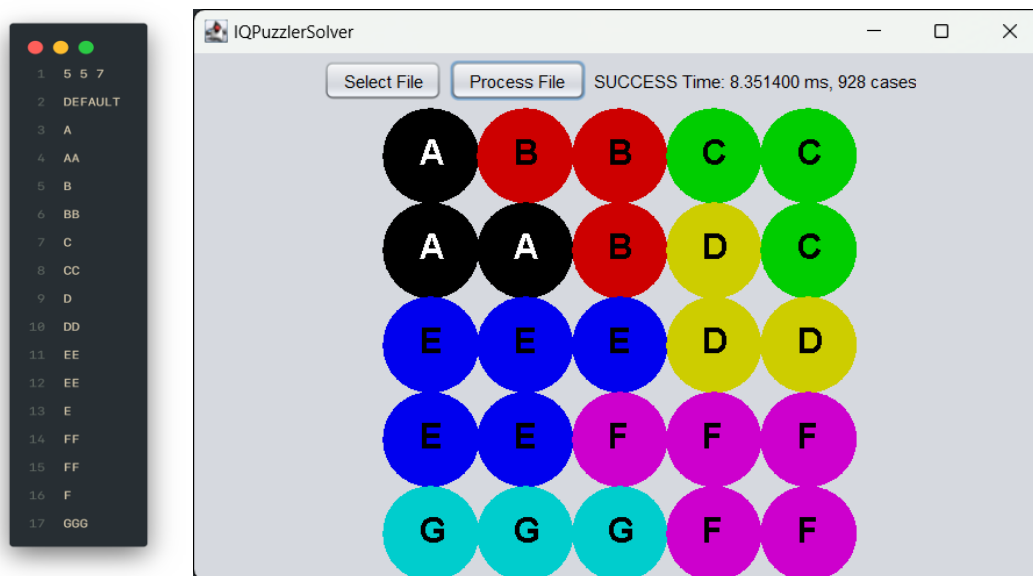 1 5 5 7
2 DEFAULT
3 A
4 AA
5 B
6 BB
7 C
8 CC
9 D
10 DD
11 EE
12 EE
13 E
14 FF
15 FF
16 F
17 GGG
IQPuzzlerSolver
Select File Process File SUCCESS Time: 8.351400 ms, 928 cases
A B B C C
A A B D C
E E E D D
E E F F F
G G G F F